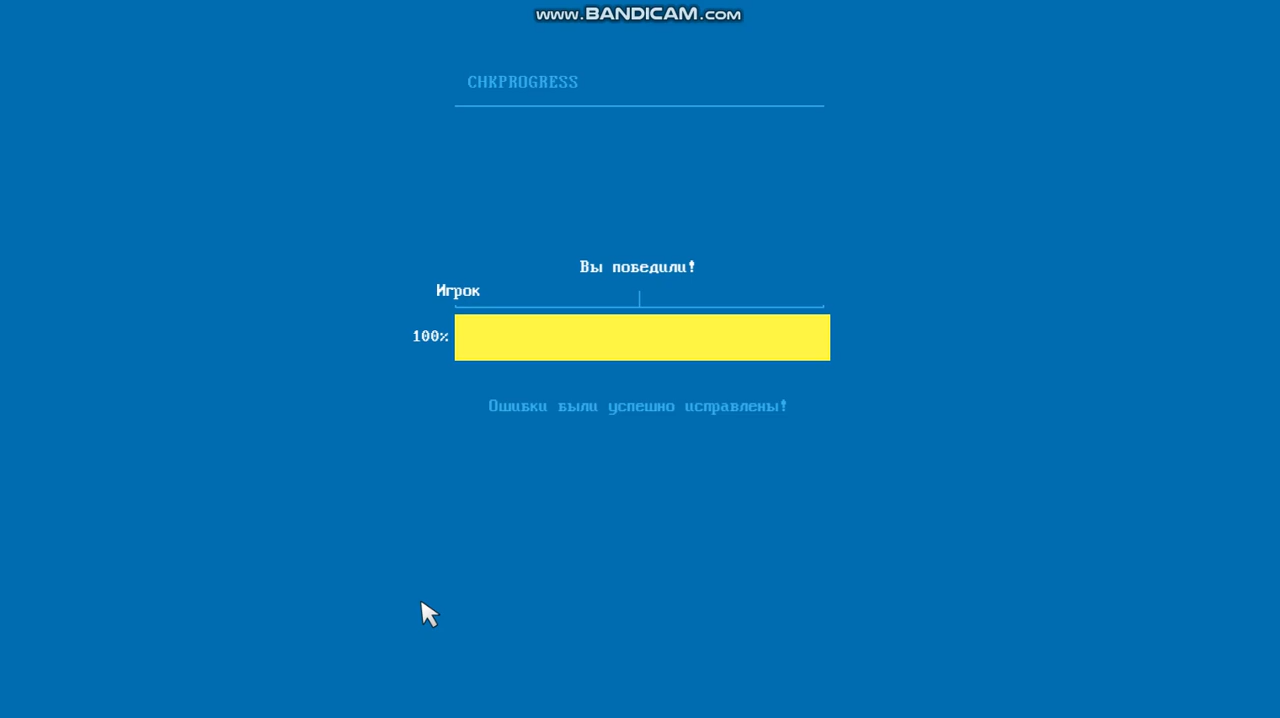 www.BANDICAM.com
CHKPROGRESS
Вы победили!
Игрок
100%
Ошибки были успешно исправлены!